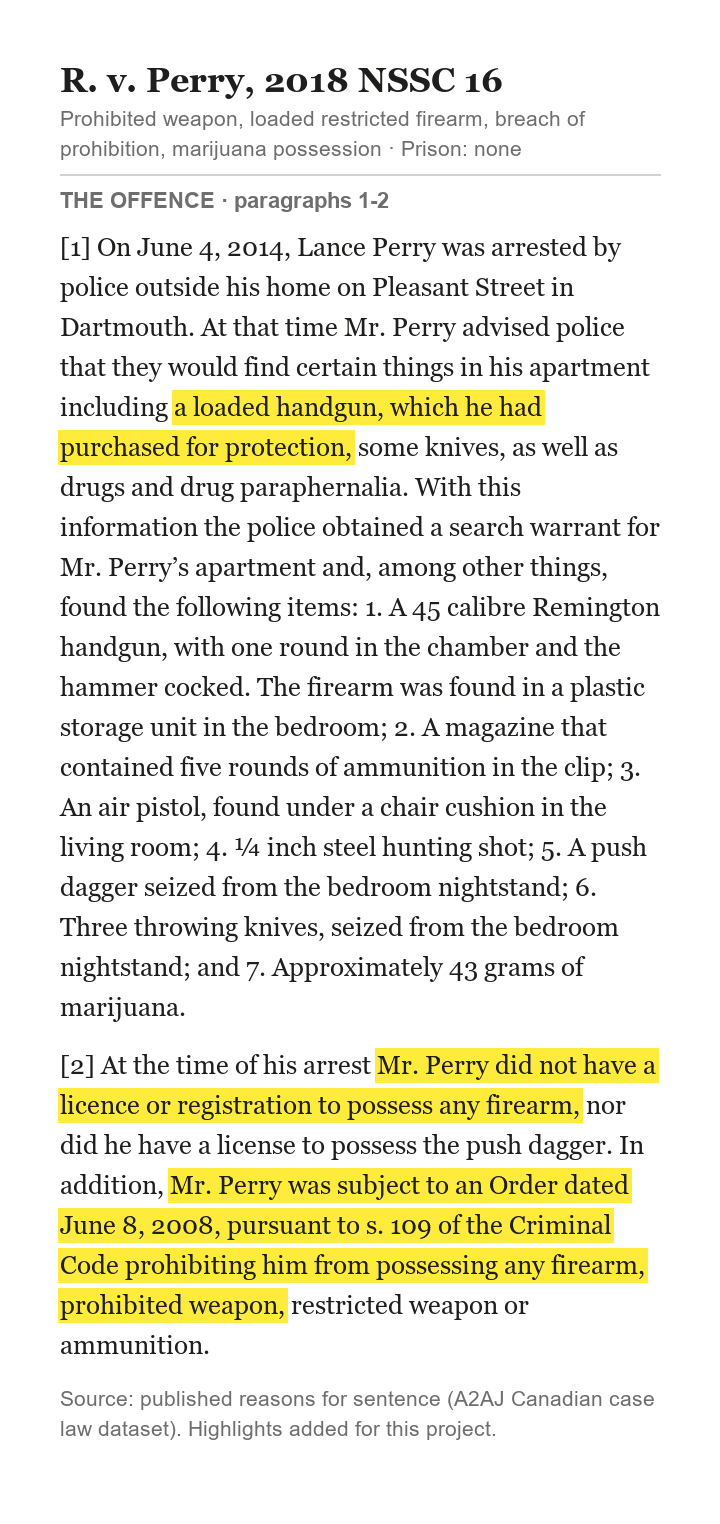 R. v. Perry, 2018 NSSC 16
Prohibited weapon, loaded restricted firearm, breach of
prohibition, marijuana possession · Prison: none
THE OFFENCE · paragraphs 1-2
[1] On June 4, 2014, Lance Perry was arrested by
police outside his home on Pleasant Street in
Dartmouth. At that time Mr. Perry advised police
that they would find certain things in his apartment
including a loaded handgun, which he had
purchased for protection, some knives, as well as
drugs and drug paraphernalia. With this
information the police obtained a search warrant for
Mr. Perry’s apartment and, among other things,
found the following items: 1. A 45 calibre Remington
handgun, with one round in the chamber and the
hammer cocked. The firearm was found in a plastic
storage unit in the bedroom; 2. A magazine that
contained five rounds of ammunition in the clip; 3.
An air pistol, found under a chair cushion in the
living room; 4. ¼ inch steel hunting shot; 5. A push
dagger seized from the bedroom nightstand; 6.
Three throwing knives, seized from the bedroom
nightstand; and 7. Approximately 43 grams of
marijuana.
[2] At the time of his arrest Mr. Perry did not have a
licence or registration to possess any firearm, nor
did he have a license to possess the push dagger. In
addition, Mr. Perry was subject to an Order dated
June 8, 2008, pursuant to s. 109 of the Criminal
Code prohibiting him from possessing any firearm,
prohibited weapon, restricted weapon or
ammunition.
Source: published reasons for sentence (A2AJ Canadian case
law dataset). Highlights added for this project.